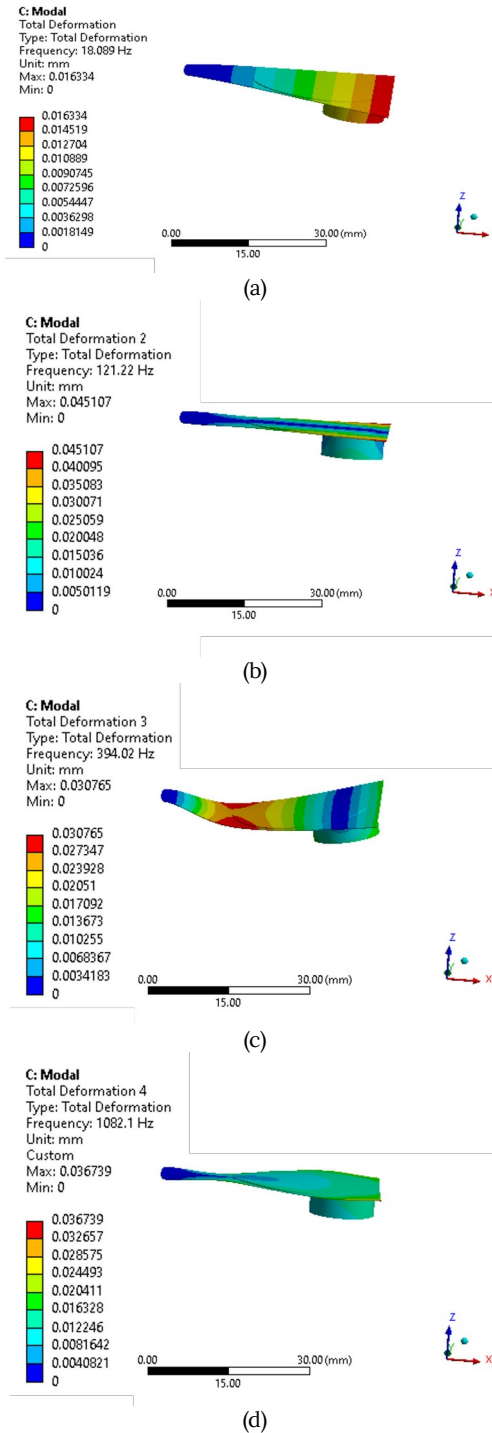 C: Modal
Total Deformation
Type: Total Deformation
Frequency: 18.089 Hz
Unit: mm
Max: 0.016334
Min: 0
0.016334
0.014519
0.012704
0.010889
0.0090745
0.0072596
0.0054447
0.0036298
0.0018149
0
0.00 30.00 (mm)
15.00
Z
Y
(a)
C: Modal
Total Deformation 2
Type: Total Deformation
Frequency: 121.22 Hz
Unit: mm
Max: 0.045107
Min: 0
0.045107
0.040095
0.035083
0.030071
0.025059
0.020048
0.015036
0.010024
0.0050119
0
0.00 30.00 (mm)
15.00
Z
Y
X
(b)
C: Modal
Total Deformation 3
Type: Total Deformation
Frequency: 394.02 Hz
Unit: mm
Max: 0.030765
Min: 0
0.030765
0.027347
0.023928
0.02051
0.017092
0.013673
0.010255
0.0068367
0.0034183
0
0.00 30.00 (mm)
15.00
Z
Y
X
(c)
C: Modal
Total Deformation 4
Type: Total Deformation
Frequency: 1082.1 Hz
Unit: mm
Custom
Max: 0.036739
Min: 0
0.036739
0.032657
0.028575
0.024493
0.020411
0.016328
0.012246
0.0081642
0.0040821
0
0.00 30.00 (mm)
15.00
Z
Y
X
(d)